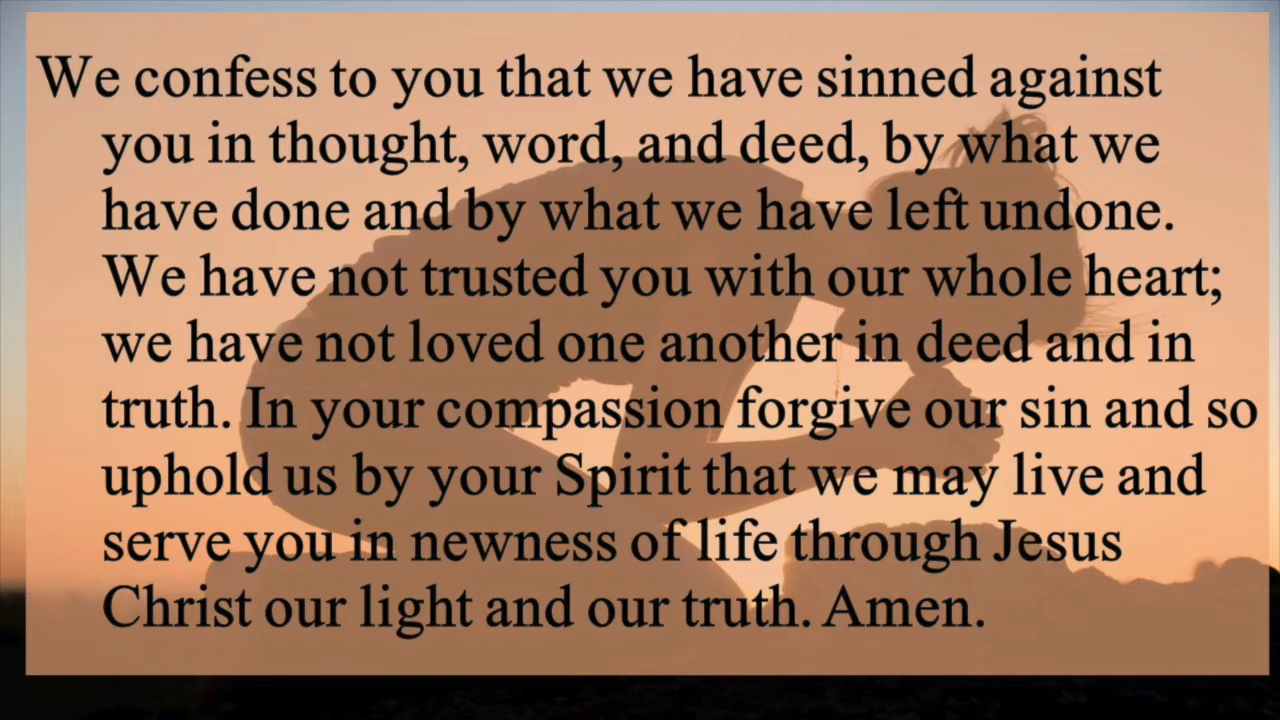 We confess to you that we have sinned against
you in thought, word, and deed, by what we
have done and by what we have left undone.
We have not trusted you with our whole heart;
we have not loved one another in deed and in
truth. In your compassion forgive our sin and so
uphold us by your Spirit that we may live and
serve you in newness of life through Jesus
Christ our light and our truth. Amen.